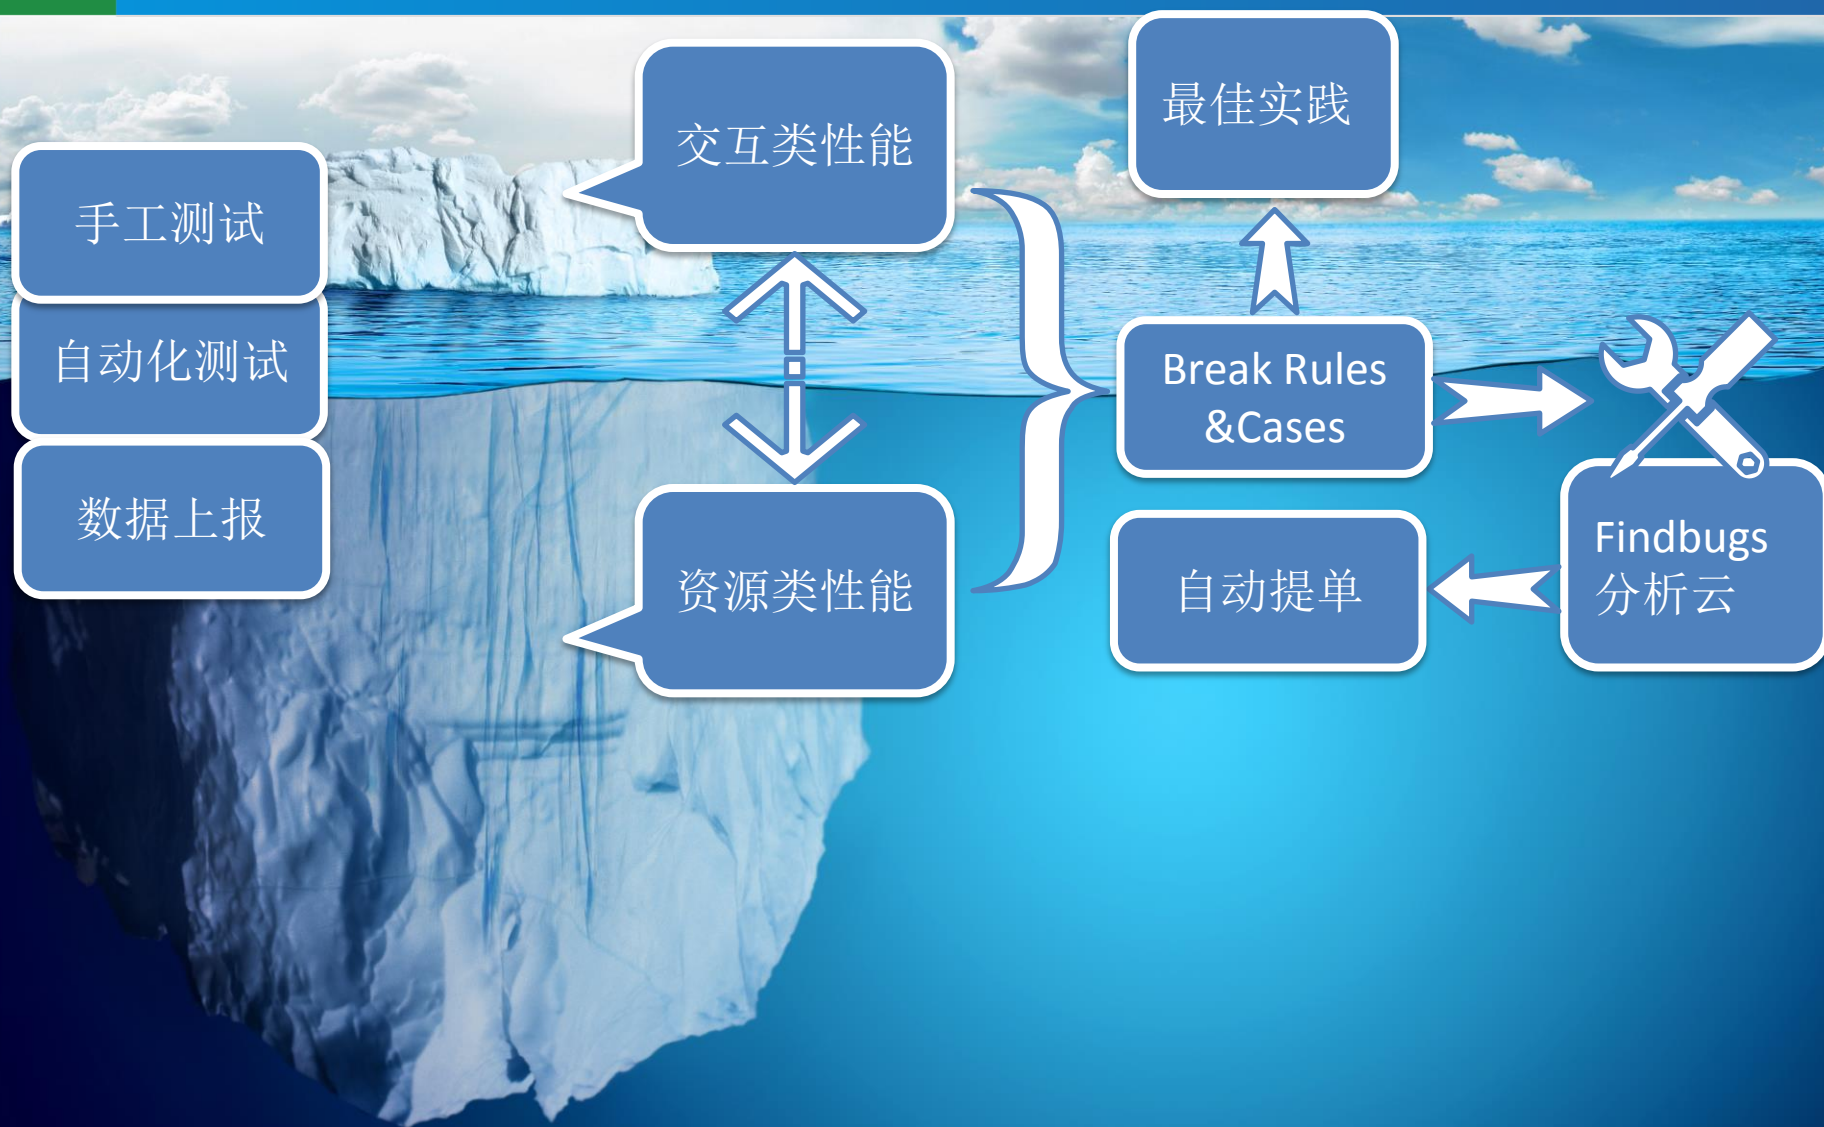 手工测试
自动化测试
数据上报
交互类性能
资源类性能
最佳实践
Break Rules
&Cases
自动提单
Findbugs
分析云